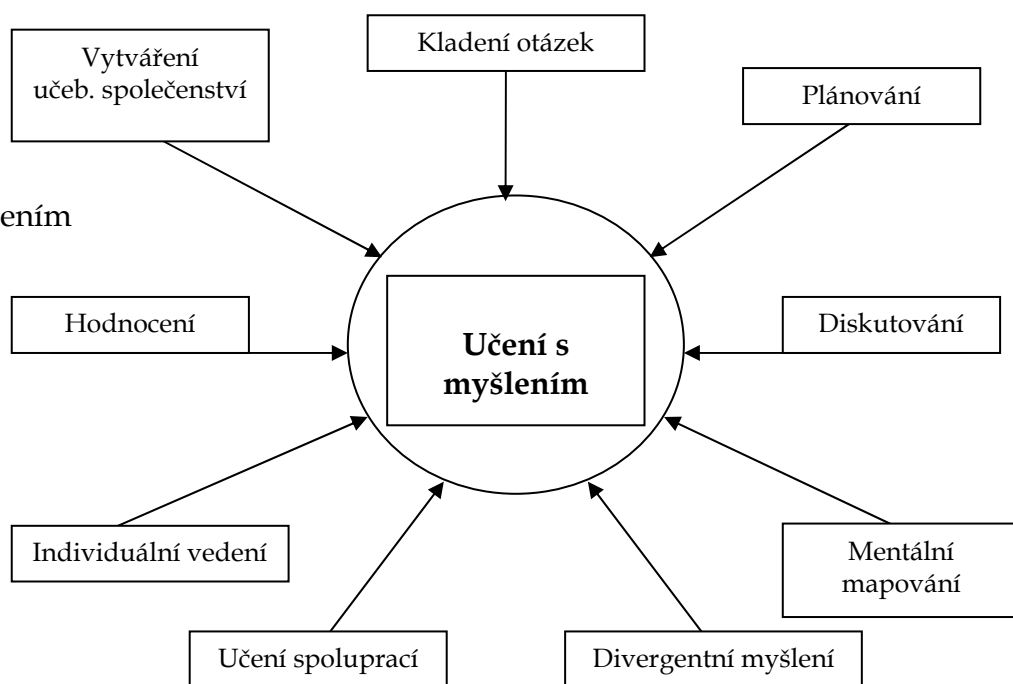 Kladení otázek
Vytváření
učeb. společenství
Plánování
ením
Hodnocení
Učení s
myšlením
Diskutování
Individuální vedení
Mentální
mapování
Učení spoluprací
Divergentní myšlení